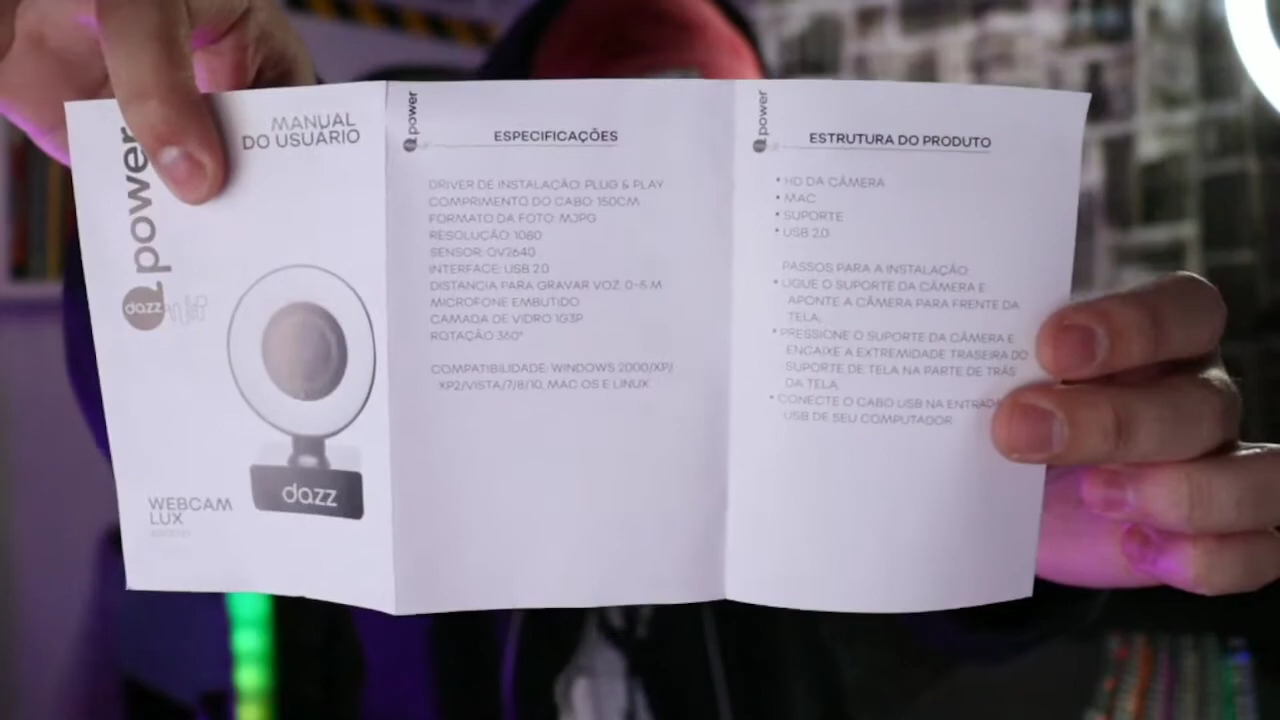 power
dazz
MANUAL
DO USUÁRIO
dazz
WEBCAM
LUX
power
ESPECIFICAÇÕES
DRIVER DE INSTALAÇÃO: PLUG & PLAY
COMPRIMENTO DO CABO: 150CM
FORMATO DA FOTO: MJPG
RESOLUÇÃO: 1080
SENSOR: OV2640
INTERFACE: USB 2.0
DISTANCIA PARA GRAVAR VOZ: 0-5 M
MICROFONE EMBUTIDO
CAMADA DE VIDRO 1G3P
ROTAÇÃO 360°
COMPATIBILIDADE: WINDOWS 2000/XP/
XP2/VISTA/7/8/10, MAC OS E LINUX.
power
ESTRUTURA DO PRODUTO
• HD DA CÂMERA
• MAC
• SUPORTE
• USB 2.0
PASSOS PARA A INSTALAÇÃO:
• LIGUE O SUPORTE DA CÂMERA E
APONTE A CÂMERA PARA FRENTE DA
TELA;
• PRESSIONE O SUPORTE DA CÂMERA E
ENCAIXE A EXTREMIDADE TRASEIRA DO
SUPORTE DE TELA NA PARTE DE TRÁS
DA TELA;
• CONECTE O CABO USB NA ENTRADA
USB DE SEU COMPUTADOR.